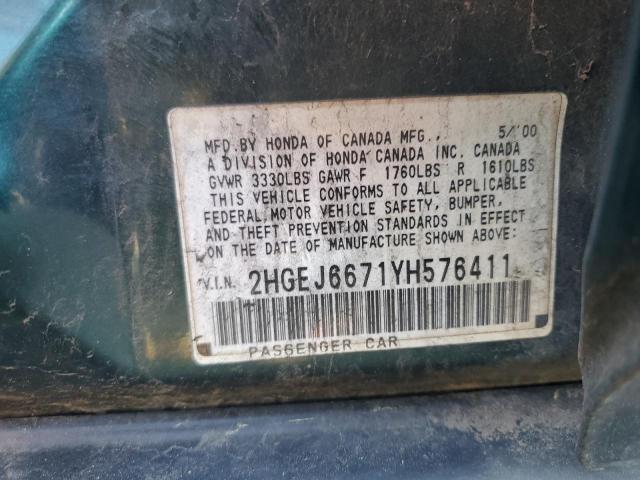 MFD.BY HONDA OF CANADA MFG., 5/'00
A DIVISION OF HONDA CANADA INC. CANADA
GVWR 3330LBS GAWR F 1760LBS R 1610LBS
THIS VEHICLE CONFORMS TO ALL APPLICABLE
FEDERAL MOTOR VEHICLE SAFETY, BUMPER,
AND THEFT PREVENTION STANDARDS IN EFFECT
ON THE DATE OF MANUFACTURE SHOWN ABOVE:
V.I.N. 2HGEJ6671YH576411
PASSENGER CAR